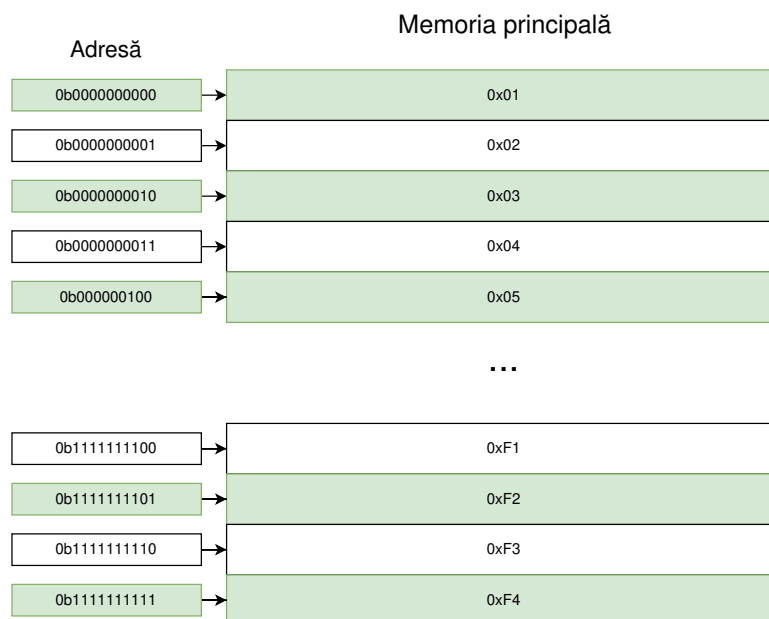 Memoria principală
Adresă
0b0000000000 0x01
0b0000000001 0x02
0b0000000010 0x03
0b0000000011 0x04
0b000000100 0x05
...
0b1111111100 0xF1
0b1111111101 0xF2
0b1111111110 0xF3
0b1111111111 0xF4